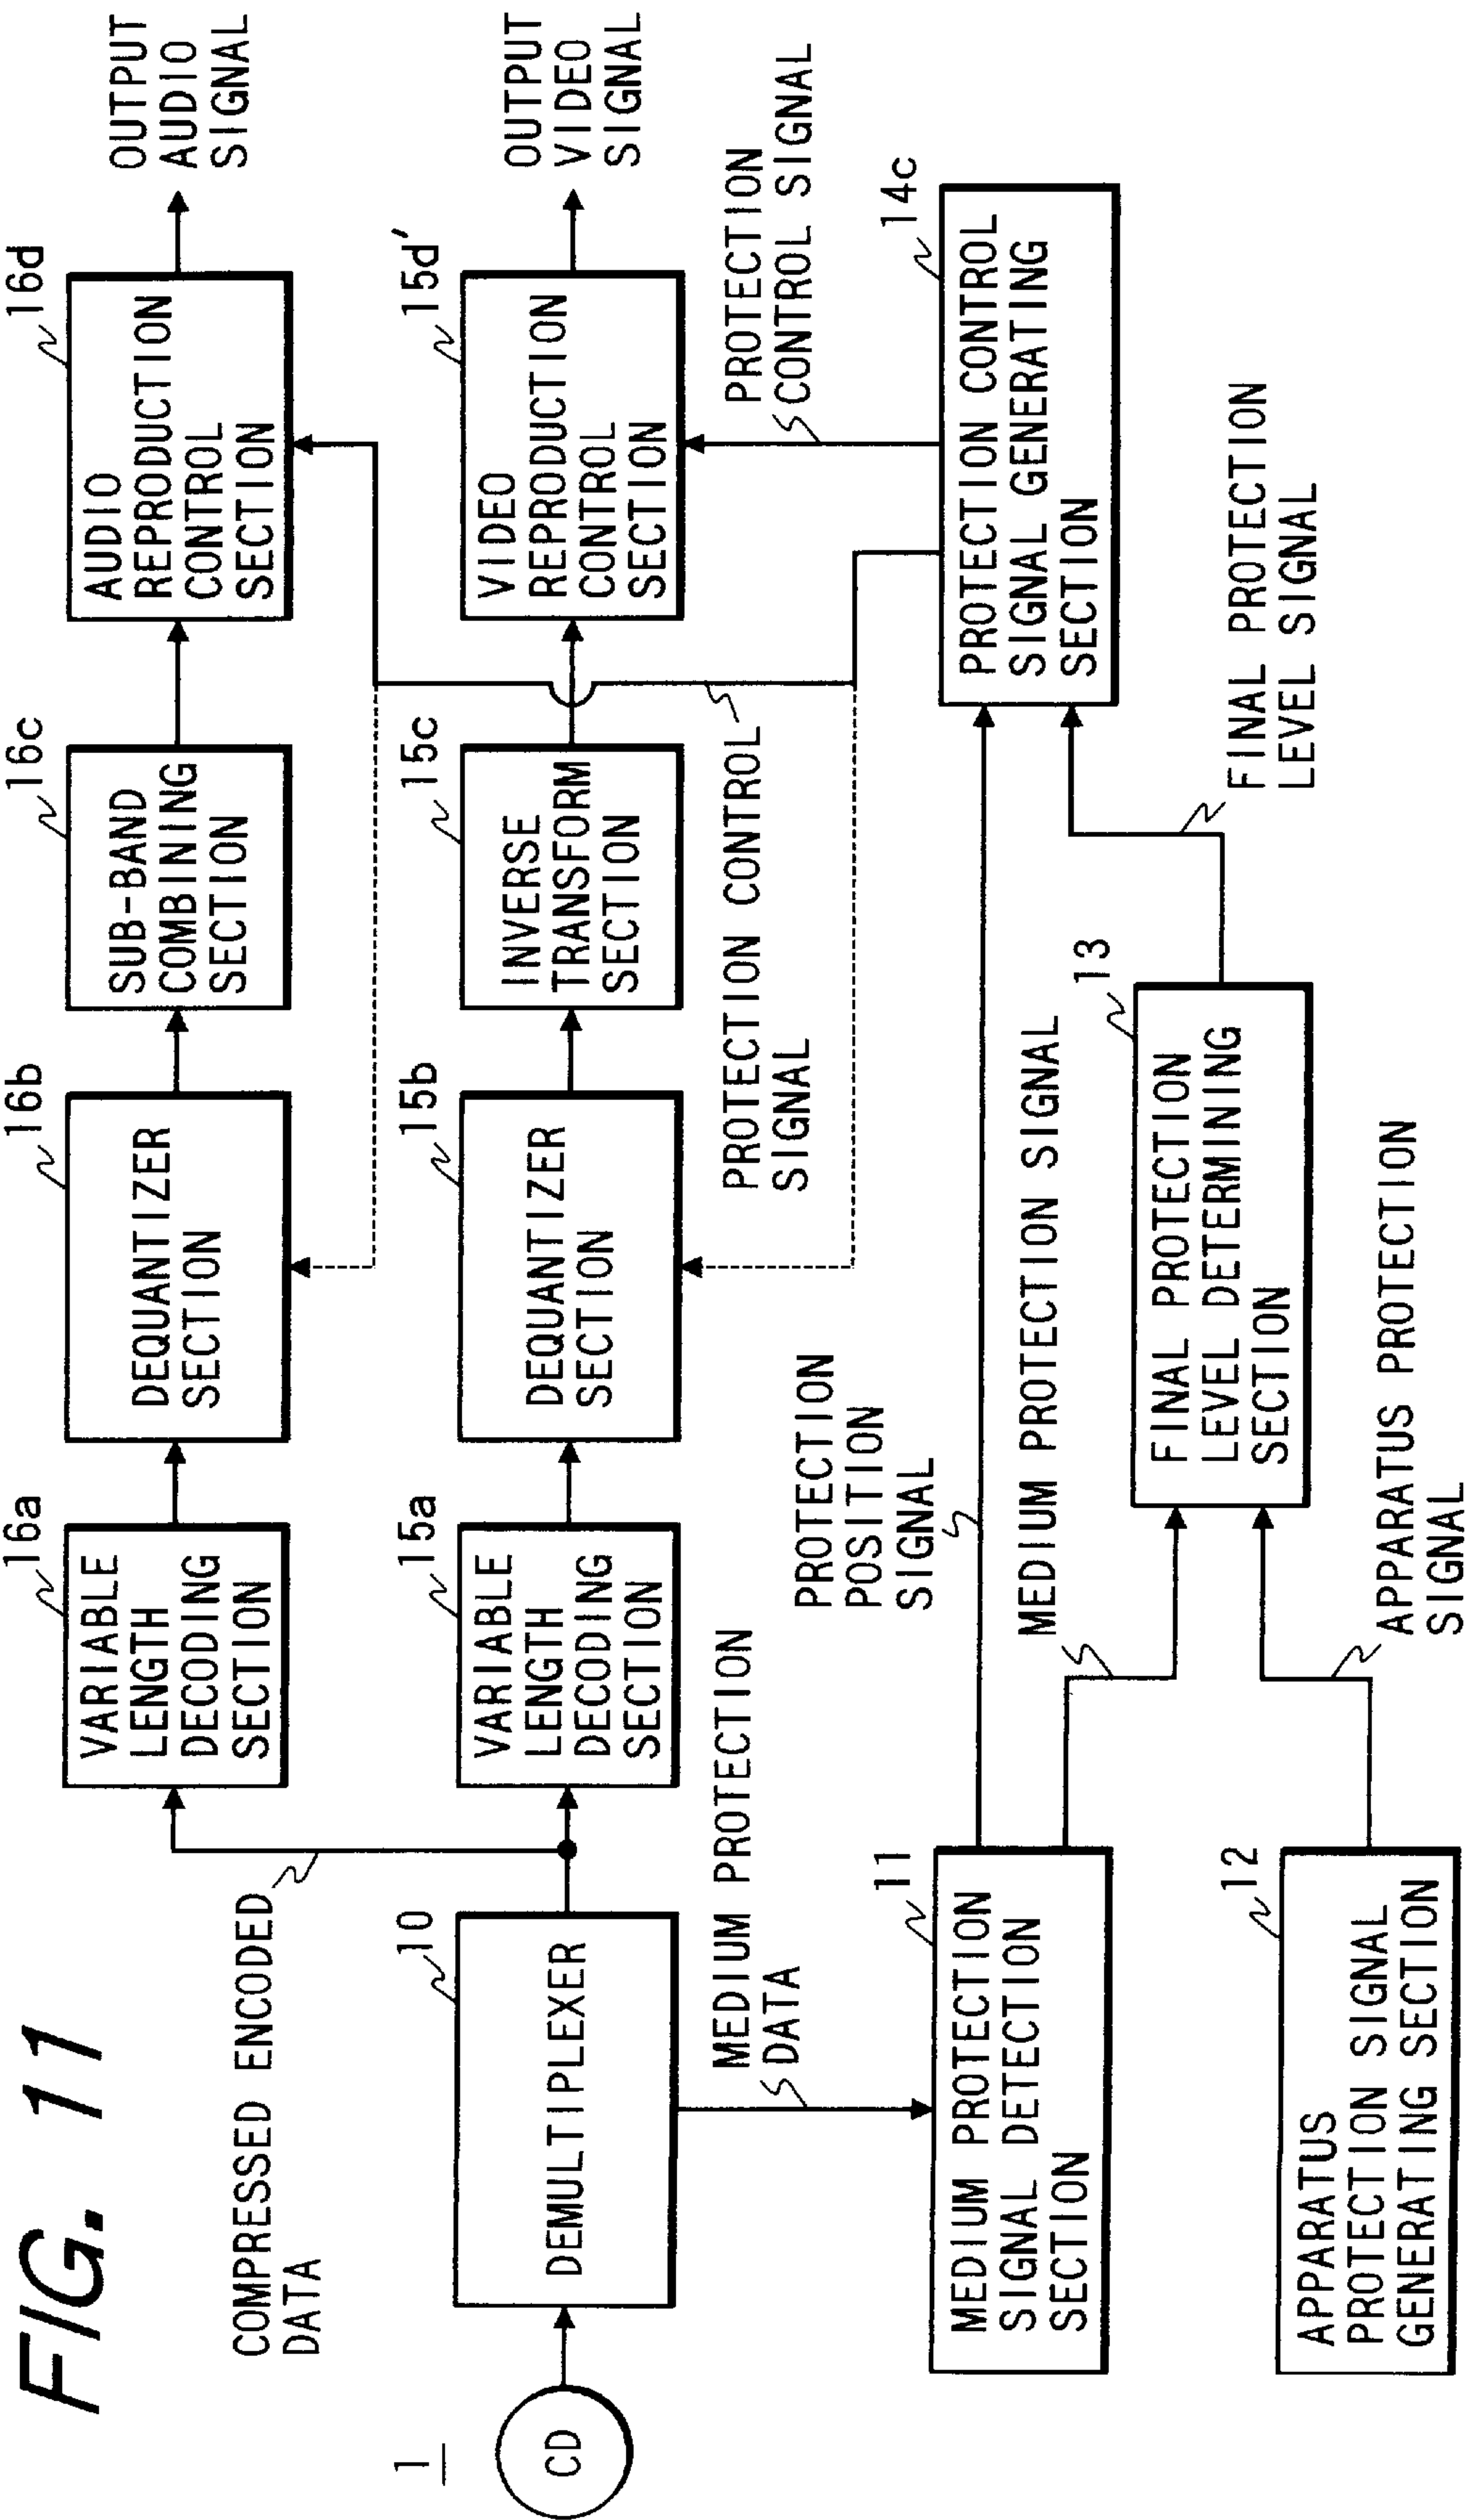 FIG. 11
1
CD
10
DEMULTIPLEXER
COMPRESSED ENCODED
DATA
16a
VARIABLE
LENGTH
DECODING
SECTION
16b
DEQUANTIZER
SECTION
16c
SUB-BAND
COMBINING
SECTION
16d
AUDIO
REPRODUCTION
CONTROL
SECTION
OUTPUT
AUDIO
SIGNAL
15a
VARIABLE
LENGTH
DECODING
SECTION
15b
DEQUANTIZER
SECTION
15c
INVERSE
TRANSFORM
SECTION
15d'
VIDEO
REPRODUCTION
CONTROL
SECTION
OUTPUT
VIDEO
SIGNAL
MEDIUM PROTECTION
DATA
PROTECTION
POSITION
SIGNAL
PROTECTION CONTROL
SIGNAL
PROTECTION
CONTROL SIGNAL
11
MEDIUM PROTECTION
SIGNAL DETECTION
SECTION
MEDIUM PROTECTION SIGNAL
14c
PROTECTION CONTROL
SIGNAL GENERATING
SECTION
13
FINAL PROTECTION
LEVEL DETERMINING
SECTION
FINAL PROTECTION
LEVEL SIGNAL
12
APPARATUS
PROTECTION SIGNAL
GENERATING SECTION
APPARATUS PROTECTION
SIGNAL